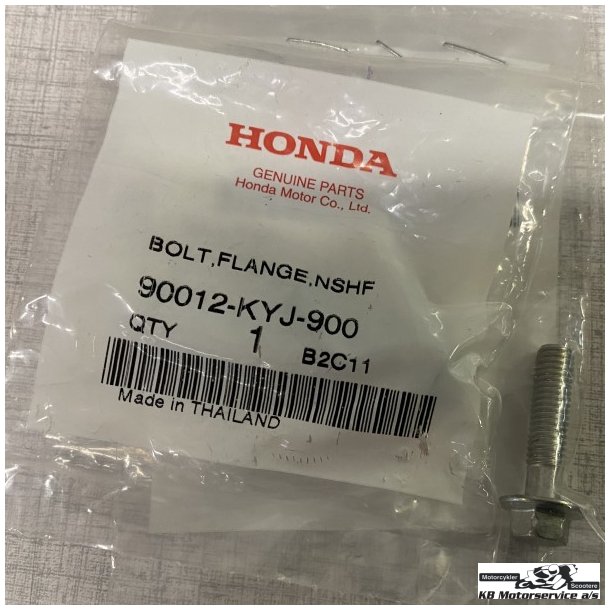 HONDA
GENUINE PARTS
Honda Motor Co., Ltd.
BOLT,FLANGE,NSHF
90012-KYJ-900
QTY 1 B2C11
Made in THAILAND
Motorcykler Scootere
KB Motorservice a/s